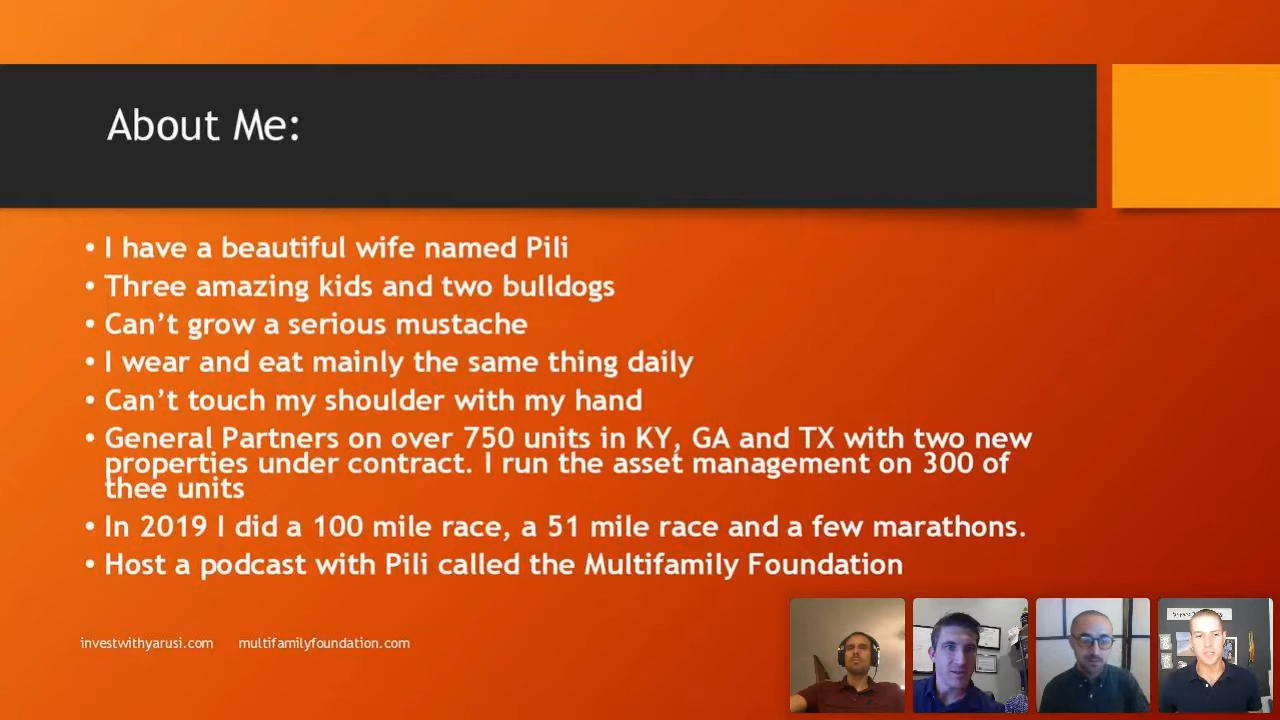 About Me:
• I have a beautiful wife named Pili
• Three amazing kids and two bulldogs
• Can’t grow a serious mustache
• I wear and eat mainly the same thing daily
• Can’t touch my shoulder with my hand
• General Partners on over 750 units in KY, GA and TX with two new
properties under contract. I run the asset management on 300 of
thee units
• In 2019 I did a 100 mile race, a 51 mile race and a few marathons.
• Host a podcast with Pili called the Multifamily Foundation
investwithyarusi.com multifamilyfoundation.com